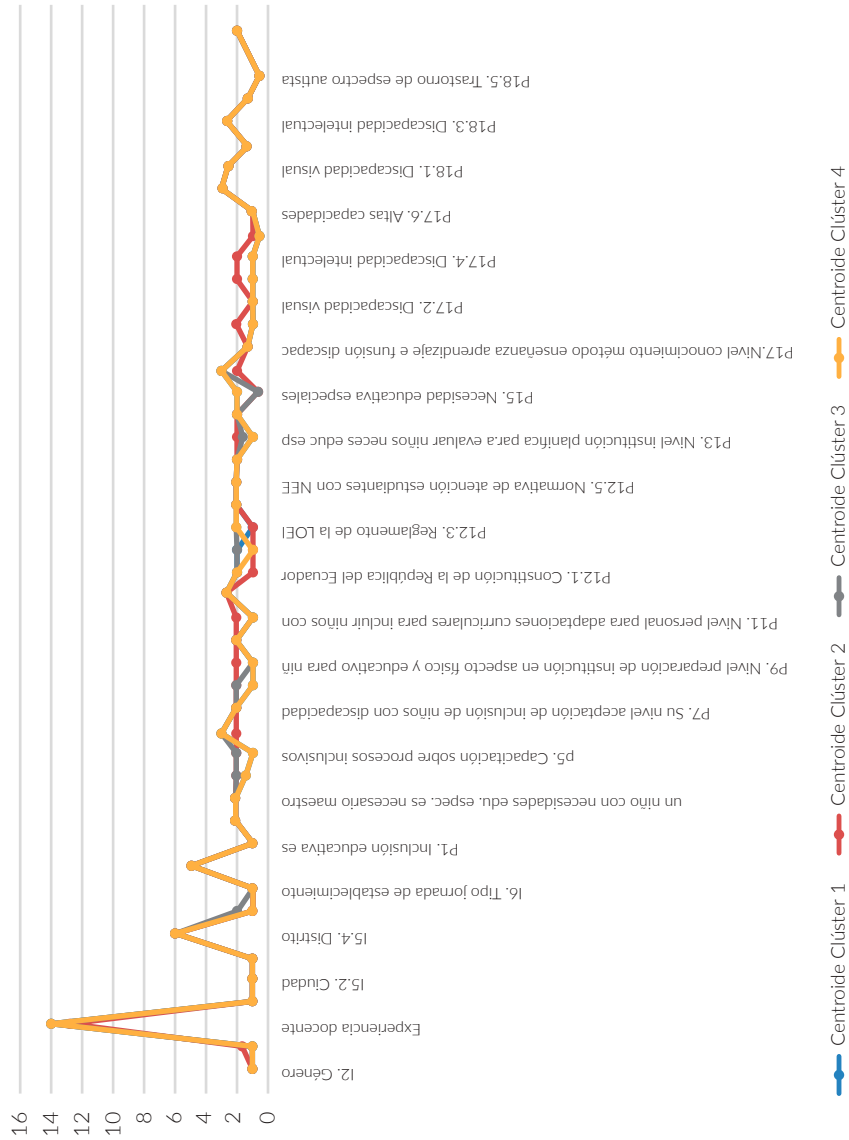 16
14
12
10
8
6
4
2
0
I2. Género
Experiencia docente
I5.2. Ciudad
I5.4. Distrito
I6. Tipo jornada de establecimiento
P1. Inclusión educativa es
un niño con necesidades edu. espec. es necesario maestro
p5. Capacitación sobre procesos inclusivos
P7. Su nivel aceptación de inclusión de niños con discapacidad
P9. Nivel preparación de institución en aspecto físico y educativo para niñ
P11. Nivel personal para adaptaciones curriculares para incluir niños con
P12.1. Constitución de la República del Ecuador
P12.3. Reglamento de la LOEI
P12.5. Normativa de atención estudiantes con NEE
P13. Nivel institución planifica par.a evaluar niños neces educ esp
P15. Necesidad educativa especiales
P17.Nivel conocimiento método enseñanza aprendizaje e funsión discapac
P17.2. Discapacidad visual
P17.4. Discapacidad intelectual
P17.6. Altas capacidades
P18.1. Discapacidad visual
P18.3. Discapacidad intelectual
P18.5. Trastorno de espectro autista
Centroide Clúster 1
Centroide Clúster 2
Centroide Clúster 3
Centroide Clúster 4